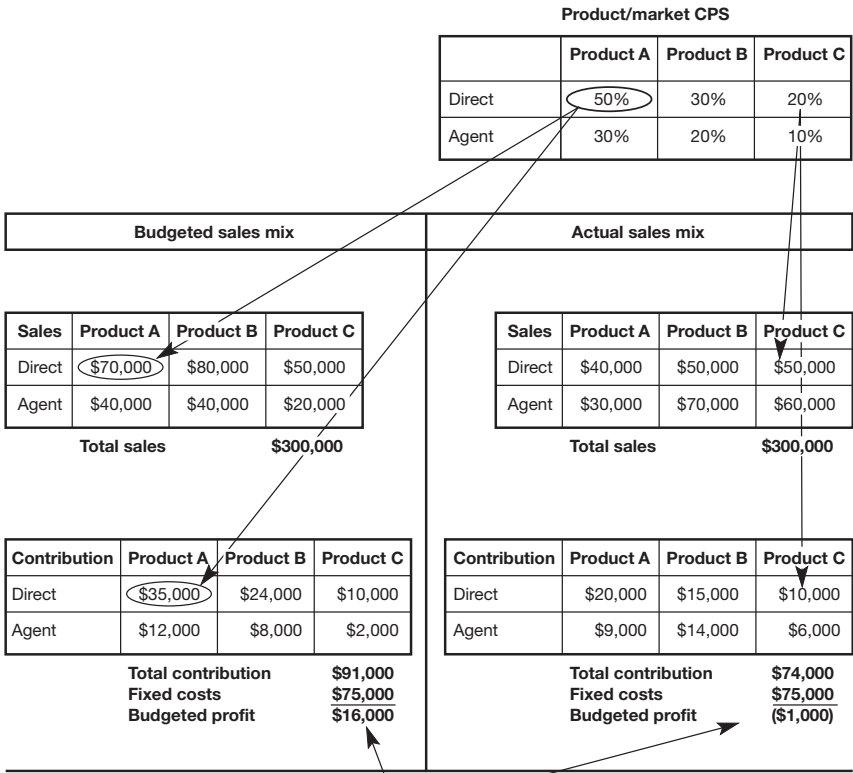 Product/market CPS
Product A Product B Product C
Direct 50% 30% 20%
Agent 30% 20% 10%
Budgeted sales mix Actual sales mix
Sales Product A Product B Product C
Direct $70,000 $80,000 $50,000
Agent $40,000 $40,000 $20,000
Total sales $300,000
Sales Product A Product B Product C
Direct $40,000 $50,000 $50,000
Agent $30,000 $70,000 $60,000
Total sales $300,000
Contribution Product A Product B Product C
Direct $35,000 $24,000 $10,000
Agent $12,000 $8,000 $2,000
Total contribution $91,000
Fixed costs $75,000
Budgeted profit $16,000
Contribution Product A Product B Product C
Direct $20,000 $15,000 $10,000
Agent $9,000 $14,000 $6,000
Total contribution $74,000
Fixed costs $75,000
Budgeted profit ($1,000)